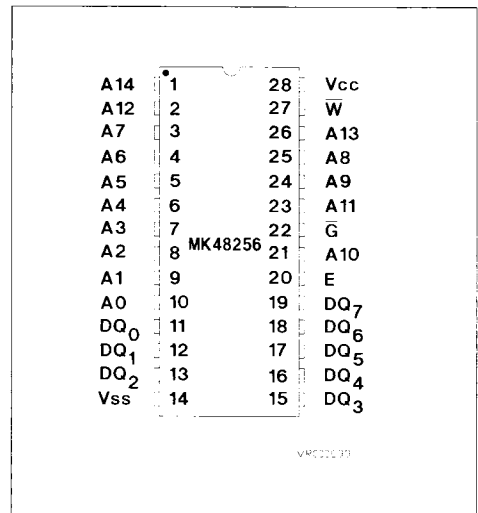 A14 1 28 Vcc
A12 2 27 W̅
A7 3 26 A13
A6 4 25 A8
A5 5 24 A9
A4 6 23 A11
A3 7 22 G̅
MK48256
A2 8 21 A10
A1 9 20 E
A0 10 19 DQ7
DQ0 11 18 DQ6
DQ1 12 17 DQ5
DQ2 13 16 DQ4
Vss 14 15 DQ3